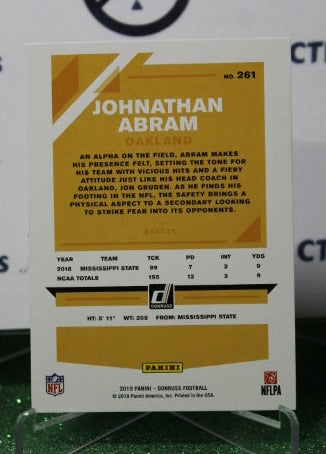 NO. 261
JOHNATHAN
ABRAM
OAKLAND
AN ALPHA ON THE FIELD, ABRAM MAKES
HIS PRESENCE FELT, SETTING THE TONE FOR
HIS TEAM WITH VICIOUS HITS AND A FIERY
ATTITUDE JUST LIKE HIS HEAD COACH IN
OAKLAND, JON GRUDEN. AS HE FINDS HIS
FOOTING IN THE NFL, THE SAFETY BRINGS A
PHYSICAL ASPECT TO A SECONDARY LOOKING
TO STRIKE FEAR INTO ITS OPPONENTS.
SAFETY
YEAR TEAM TCK PD INT YDS
2018 MISSISSIPPI STATE 99 7 2 9
NCAA TOTALS 195 12 2 9
DONRUSS
HT: 5' 11" WT: 205 FROM: MISSISSIPPI STATE
PANINI
NFL
NFLPA
2019 PANINI - DONRUSS FOOTBALL
© 2019 Panini America, Inc. Printed in the USA.